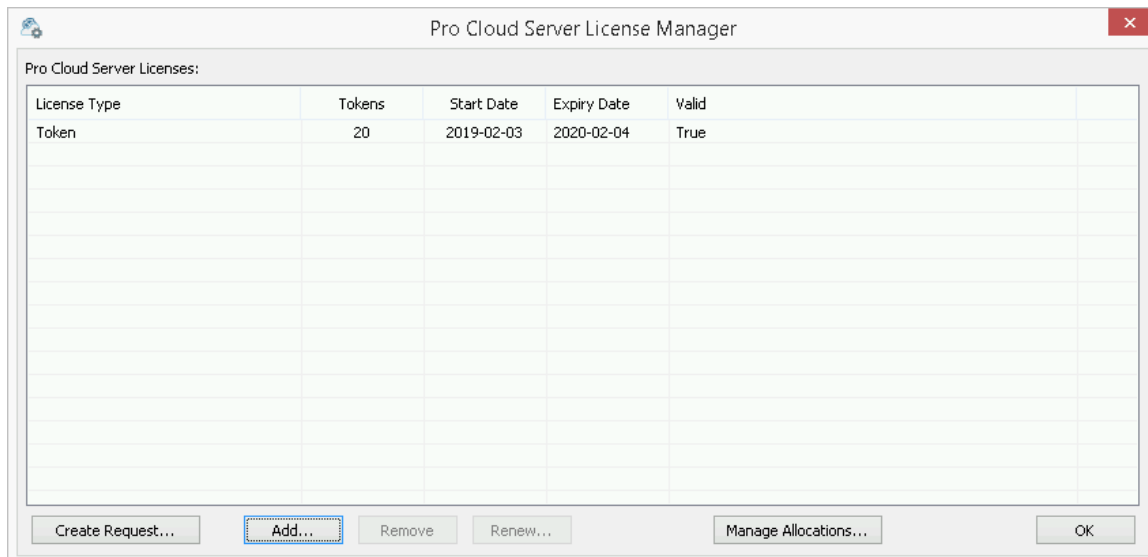 Pro Cloud Server License Manager
Pro Cloud Server Licenses:
License Type Tokens Start Date Expiry Date Valid
Token 20 2019-02-03 2020-02-04 True
Create Request... Add... Remove Renew... Manage Allocations... OK